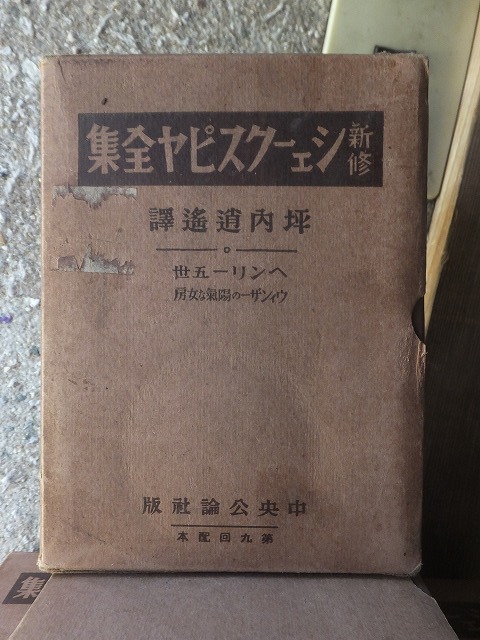 新修シェークスピヤ全集
坪內逍遙譯
ヘンリー五世
ウィンザーの陽氣な女房
中央公論社版
第九回配本
集